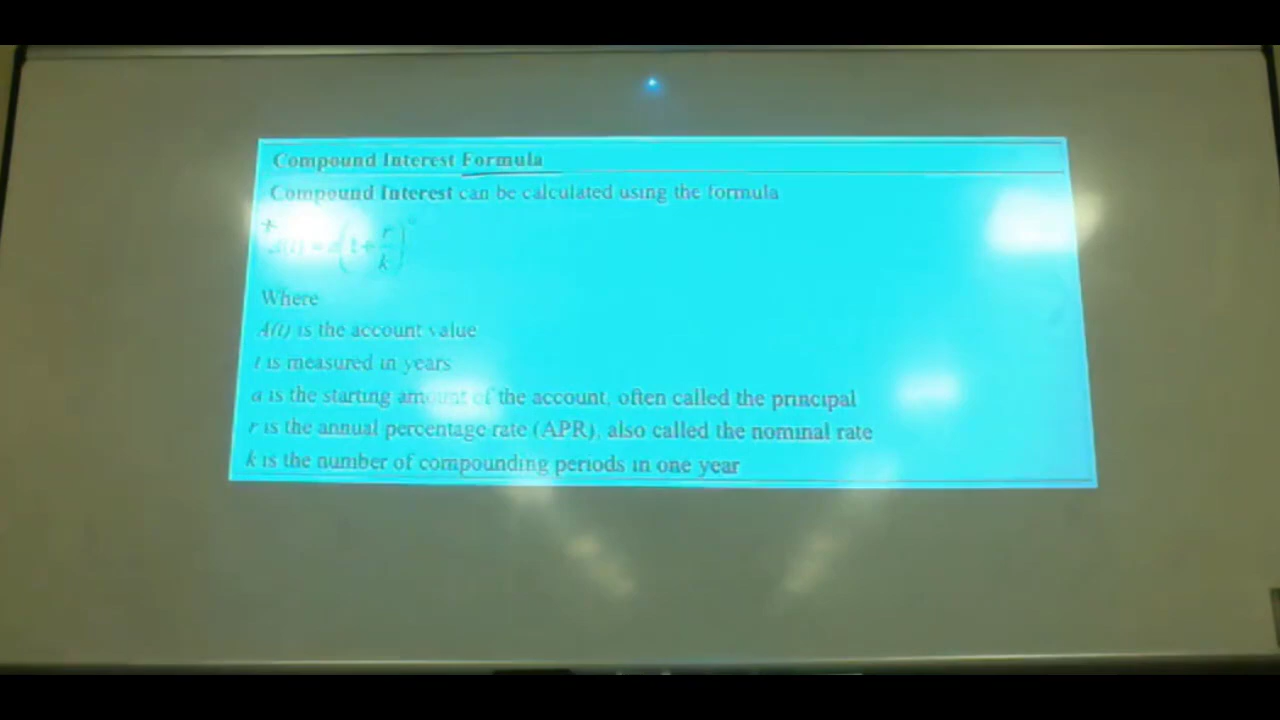 Compound Interest Formula
Compound Interest can be calculated using the formula
Where
A(t) is the account value
t is measured in years
a is the starting amount of the account, often called the principal
r is the annual percentage rate (APR), also called the nominal rate
k is the number of compounding periods in one year